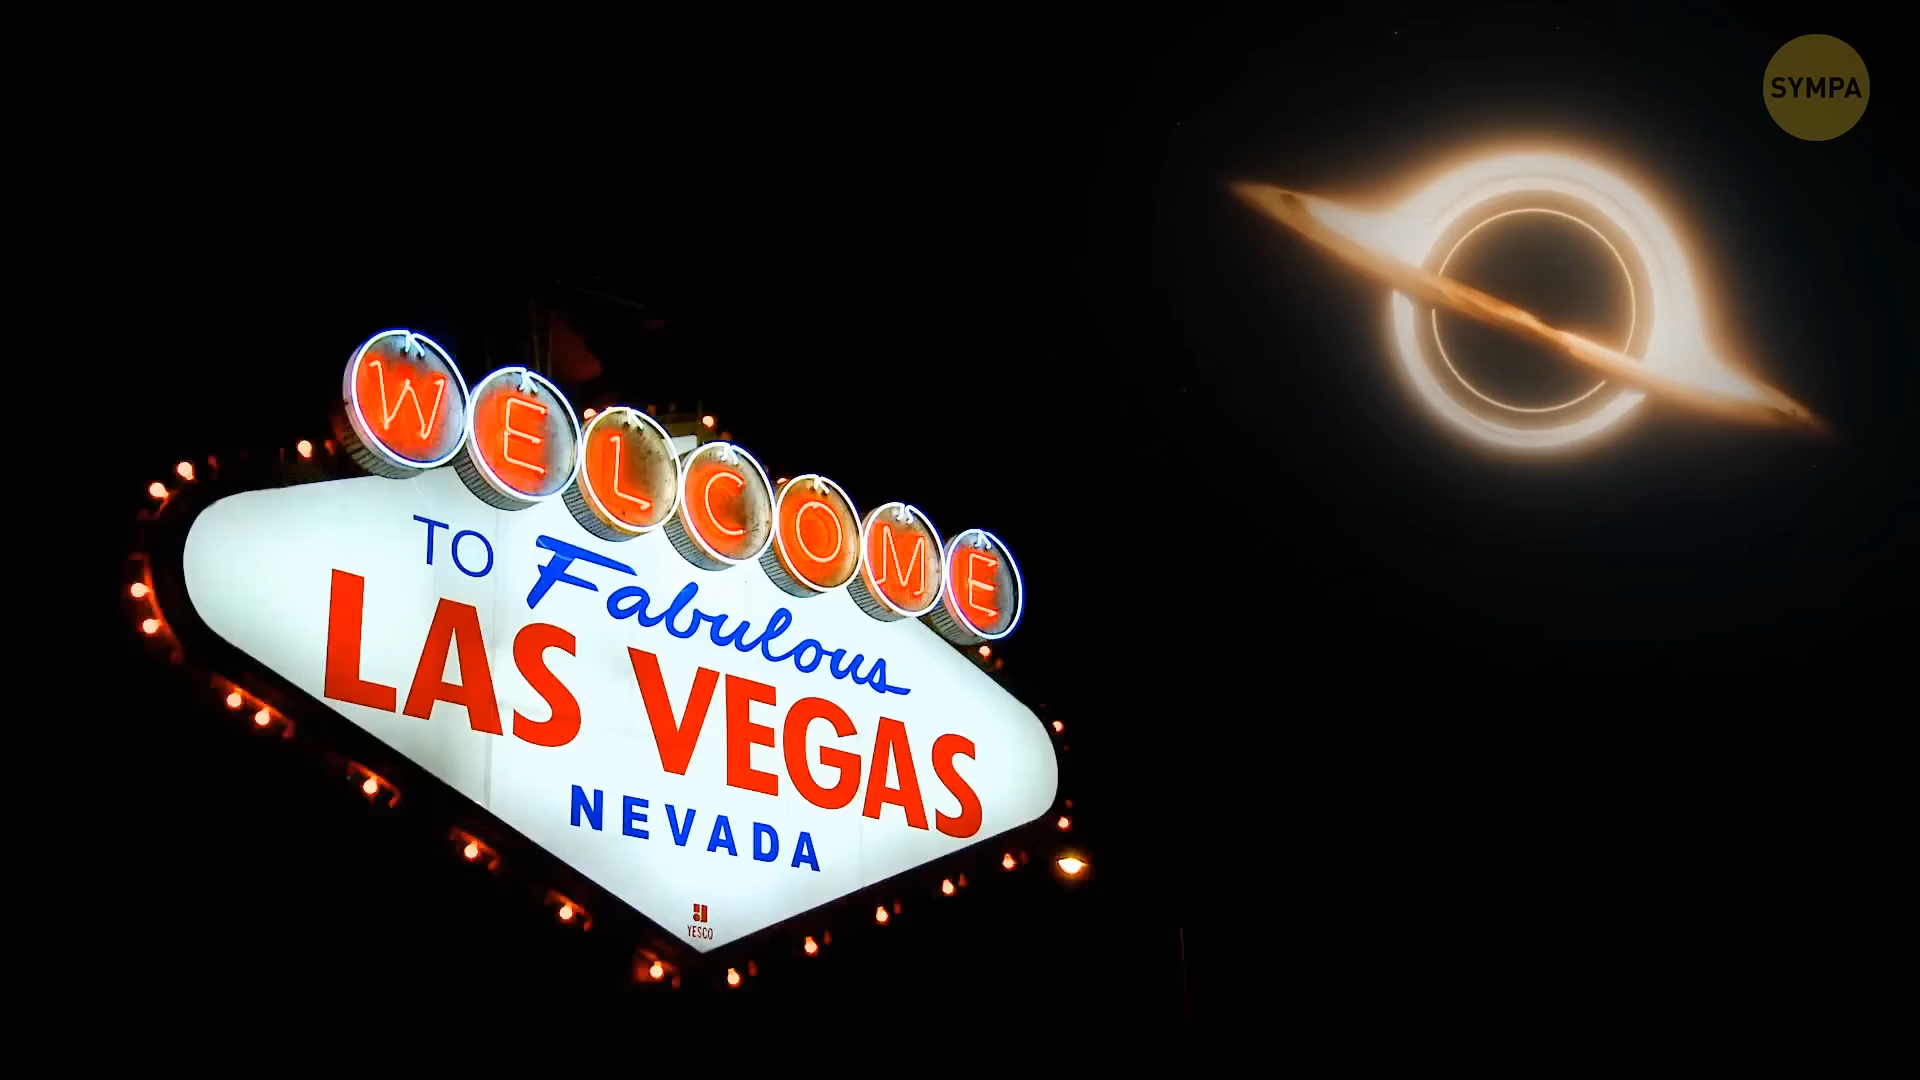 SYMPA
WELCOME
TO Fabulous
LAS VEGAS
NEVADA
YESCO